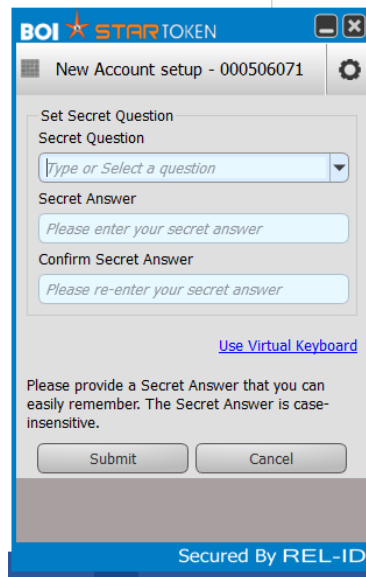 BOI STARTOKEN
New Account setup - 000506071
Set Secret Question
Secret Question
Type or Select a question
Secret Answer
Please enter your secret answer
Confirm Secret Answer
Please re-enter your secret answer
Use Virtual Keyboard
Please provide a Secret Answer that you can
easily remember. The Secret Answer is case-
insensitive.
Submit Cancel
Secured By REL-ID